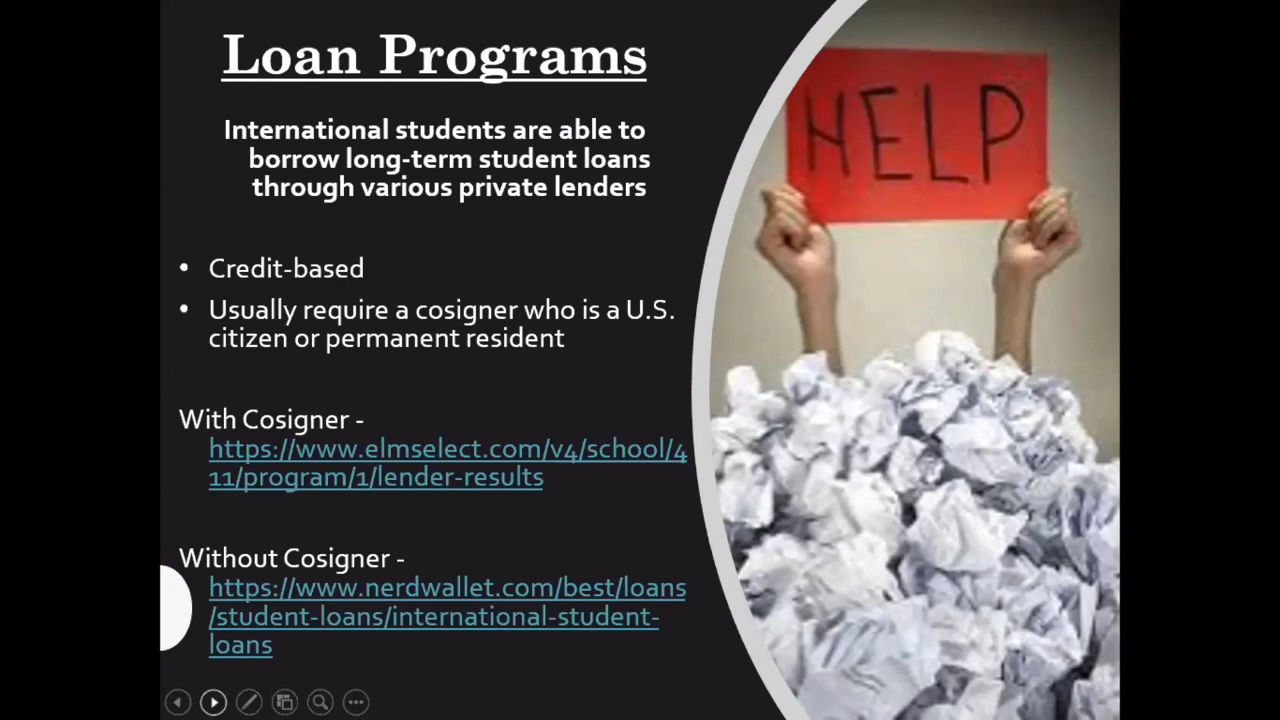 Loan Programs
International students are able to
borrow long-term student loans
through various private lenders
• Credit-based
• Usually require a cosigner who is a U.S.
citizen or permanent resident
With Cosigner -
https://www.elmselect.com/v4/school/4
11/program/1/lender-results
Without Cosigner -
https://www.nerdwallet.com/best/loans
/student-loans/international-student-
loans
HELP